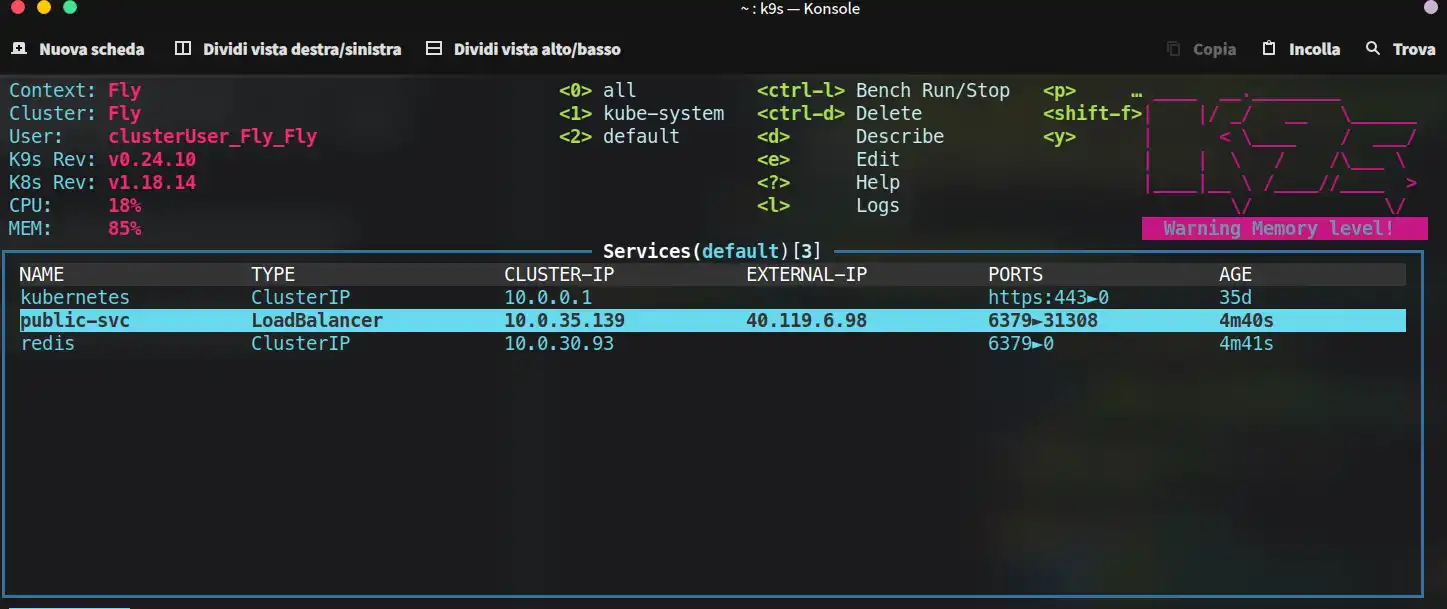 ~ : k9s — Konsole
Nuova scheda Dividi vista destra/sinistra Dividi vista alto/basso Copia Incolla Trova
Context: Fly <0> all <ctrl-l> Bench Run/Stop <p> …
Cluster: Fly <1> kube-system <ctrl-d> Delete <shift-f>
User: clusterUser_Fly_Fly <2> default <d> Describe <y>
K9s Rev: v0.24.10 <e> Edit
K8s Rev: v1.18.14 <?> Help
CPU: 18% <l> Logs
MEM: 85% Warning Memory level!
Services(default)[3]
NAME TYPE CLUSTER-IP EXTERNAL-IP PORTS AGE
kubernetes ClusterIP 10.0.0.1 https:443►0 35d
public-svc LoadBalancer 10.0.35.139 40.119.6.98 6379►31308 4m40s
redis ClusterIP 10.0.30.93 6379►0 4m41s